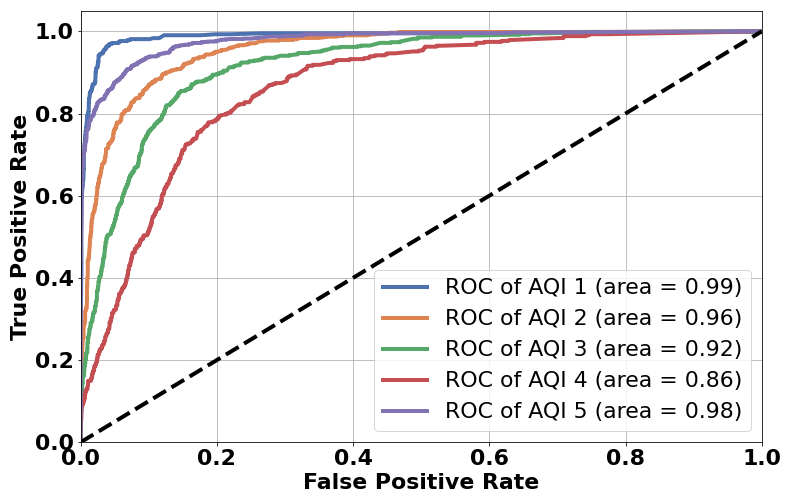 1.0
0.8
0.6
0.4
0.2
0.0
True Positive Rate
ROC of AQI 1 (area = 0.99)
ROC of AQI 2 (area = 0.96)
ROC of AQI 3 (area = 0.92)
ROC of AQI 4 (area = 0.86)
ROC of AQI 5 (area = 0.98)
0.0 0.2 0.4 0.6 0.8 1.0
False Positive Rate